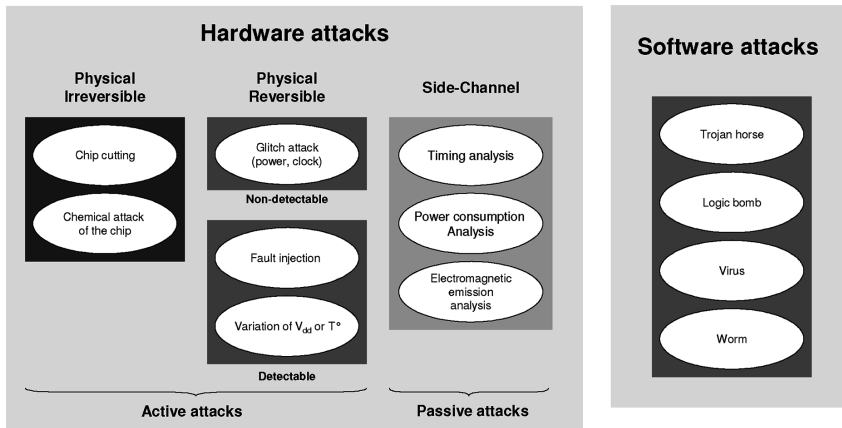 Hardware attacks
Physical
Irreversible
Chip cutting
Chemical attack
of the chip
Physical
Reversible
Glitch attack
(power, clock)
Non-detectable
Fault injection
Variation of Vdd or T°
Detectable
Side-Channel
Timing analysis
Power consumption
Analysis
Electromagnetic
emission
analysis
Active attacks
Passive attacks
Software attacks
Trojan horse
Logic bomb
Virus
Worm